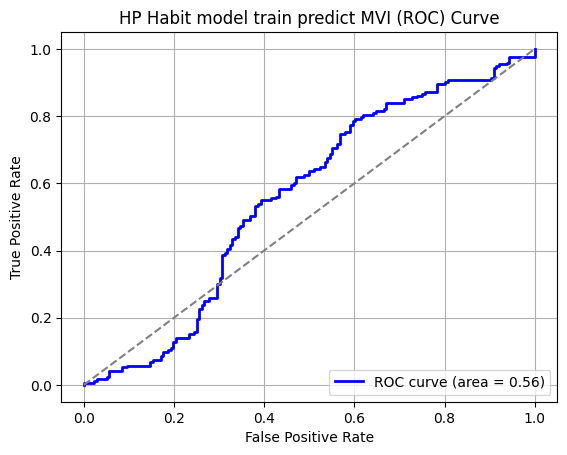 HP Habit model train predict MVI (ROC) Curve
True Positive Rate
1.0
0.8
0.6
0.4
0.2
0.0
ROC curve (area = 0.56)
0.0 0.2 0.4 0.6 0.8 1.0
False Positive Rate